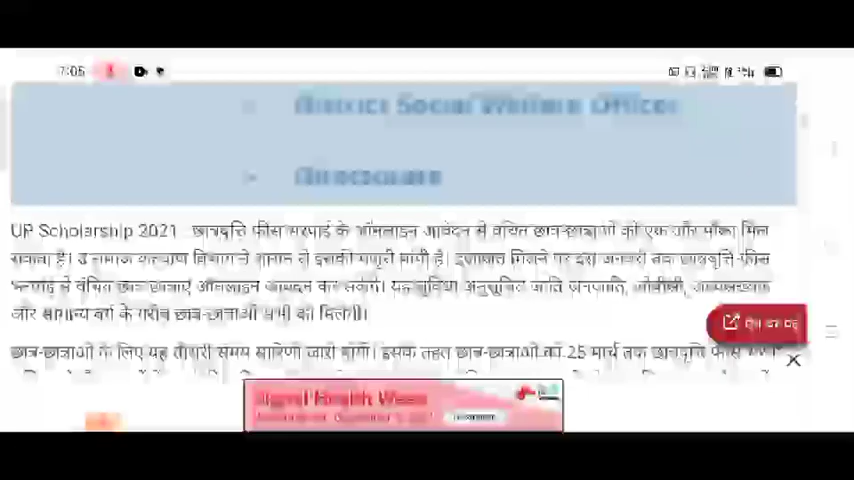 7:05
District Social Welfare Officer
Directorate
UP Scholarship 2021 छात्रवृत्ति फीस भरपाई के ऑनलाइन आवेदन से वंचित छात्र-छात्राओं को एक और मौका मिल
सकता है। समाज कल्याण विभाग ने शासन से इसकी मंजूरी मांगी है। इजाजत मिलने पर जनवरी तक छात्रवृत्ति-फीस
भरपाई से वंचित छात्र छात्राएं ऑनलाइन आवेदन कर सकेंगे। यह सुविधा अनुसूचित जाति जनजाति, ओबीसी, अल्पसंख्यक
और सामान्य वर्ग के गरीब छात्र-छात्राओं सभी को मिलेगी।
छात्र-छात्राओं के लिए यह तीसरी समय सारिणी जारी होगी। इसके तहत छात्र-छात्राओं को 25 मार्च तक छात्रवृत्ति फीस
Digital Health Week